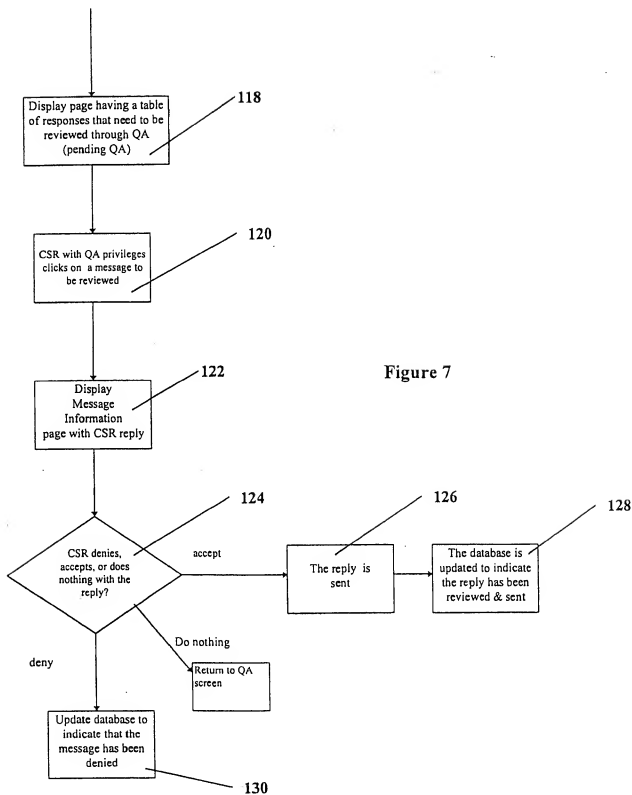 118
Display page having a table
of responses that need to be
reviewed through QA
(pending QA)
120
CSR with QA privileges
clicks on a message to
be reviewed
122
Display
Message
Information
page with CSR reply
Figure 7
124
CSR denies,
accepts, or does
nothing with the
reply?
accept
126
The reply is
sent
128
The database is
updated to indicate
the reply has been
reviewed & sent
Do nothing
Return to QA
screen
deny
Update database to
indicate that the
message has been
denied
130